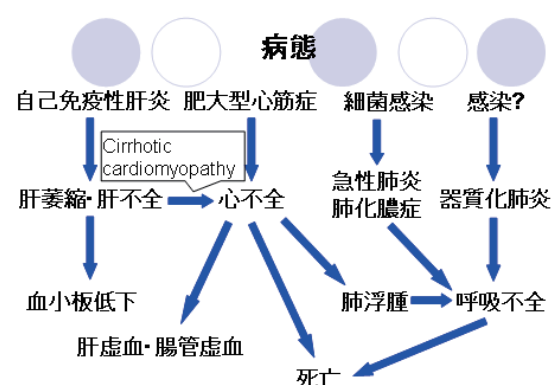 病態
自己免疫性肝炎 肥大型心筋症 細菌感染 感染?
Cirrhotic
cardiomyopathy
肝萎縮・肝不全 心不全 急性肺炎
肺化膿症 器質化肺炎
血小板低下 肺浮腫 呼吸不全
肝虚血・腸管虚血
死亡